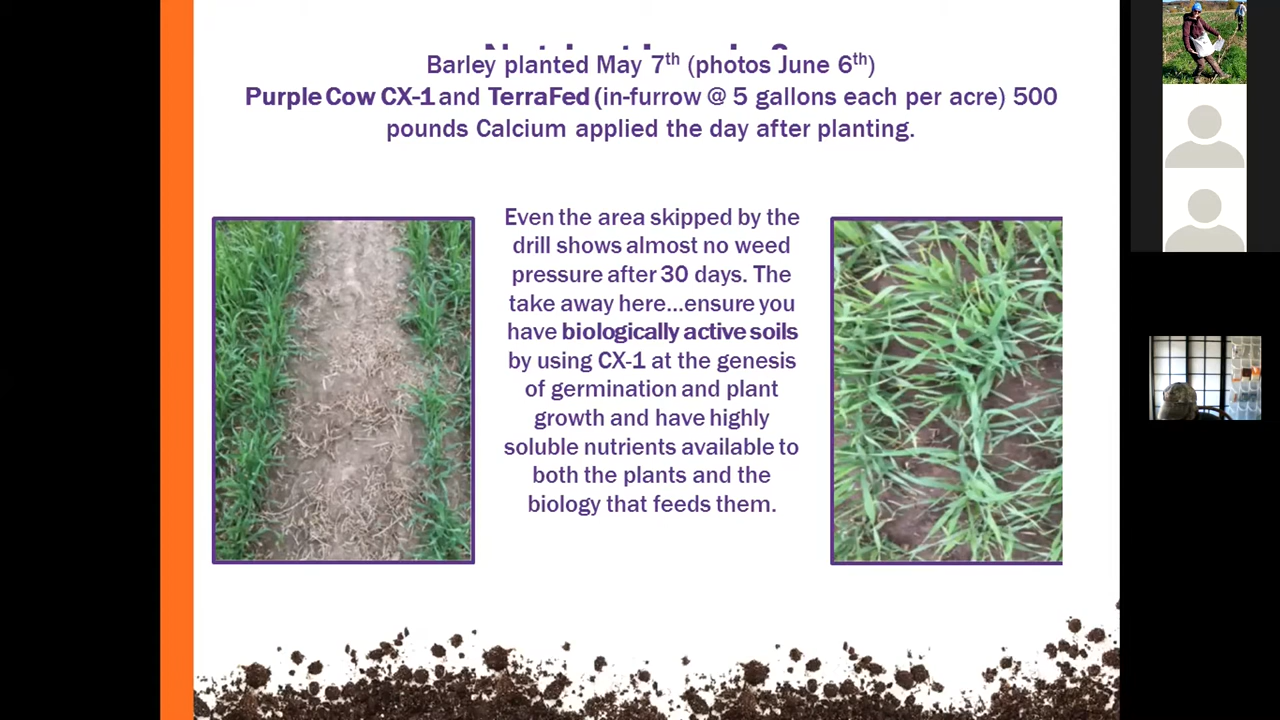 Barley planted May 7th (photos June 6th)
Purple Cow CX-1 and TerraFed (in-furrow @ 5 gallons each per acre) 500
pounds Calcium applied the day after planting.
Even the area skipped by the
drill shows almost no weed
pressure after 30 days. The
take away here...ensure you
have biologically active soils
by using CX-1 at the genesis
of germination and plant
growth and have highly
soluble nutrients available to
both the plants and the
biology that feeds them.